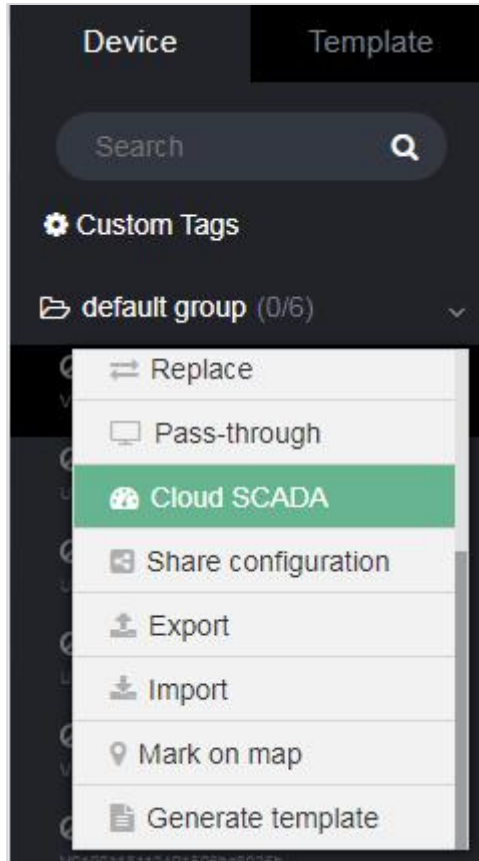 Device Template
Search
Custom Tags
default group (0/6)
Replace
Pass-through
Cloud SCADA
Share configuration
Export
Import
Mark on map
Generate template